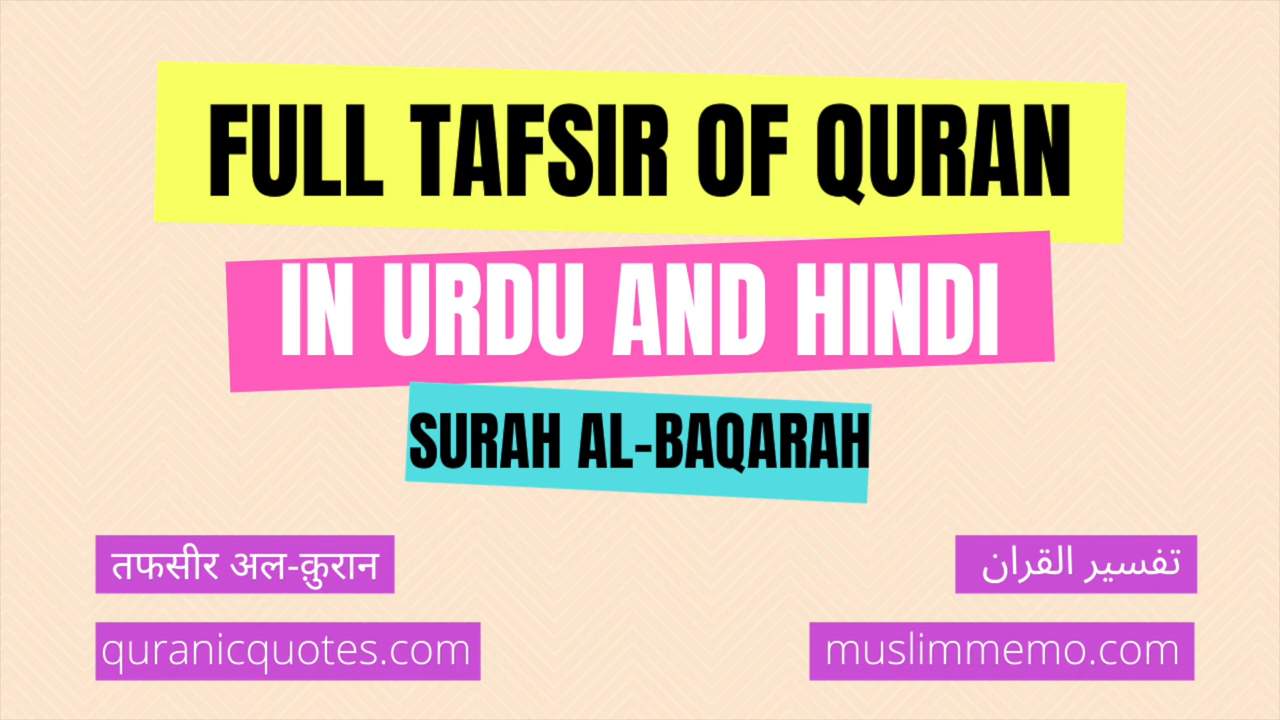 FULL TAFSIR OF QURAN
IN URDU AND HINDI
SURAH AL-BAQARAH
तफसीर अल-क़ुरान
تفسير القران
quranicquotes.com
muslimmemo.com